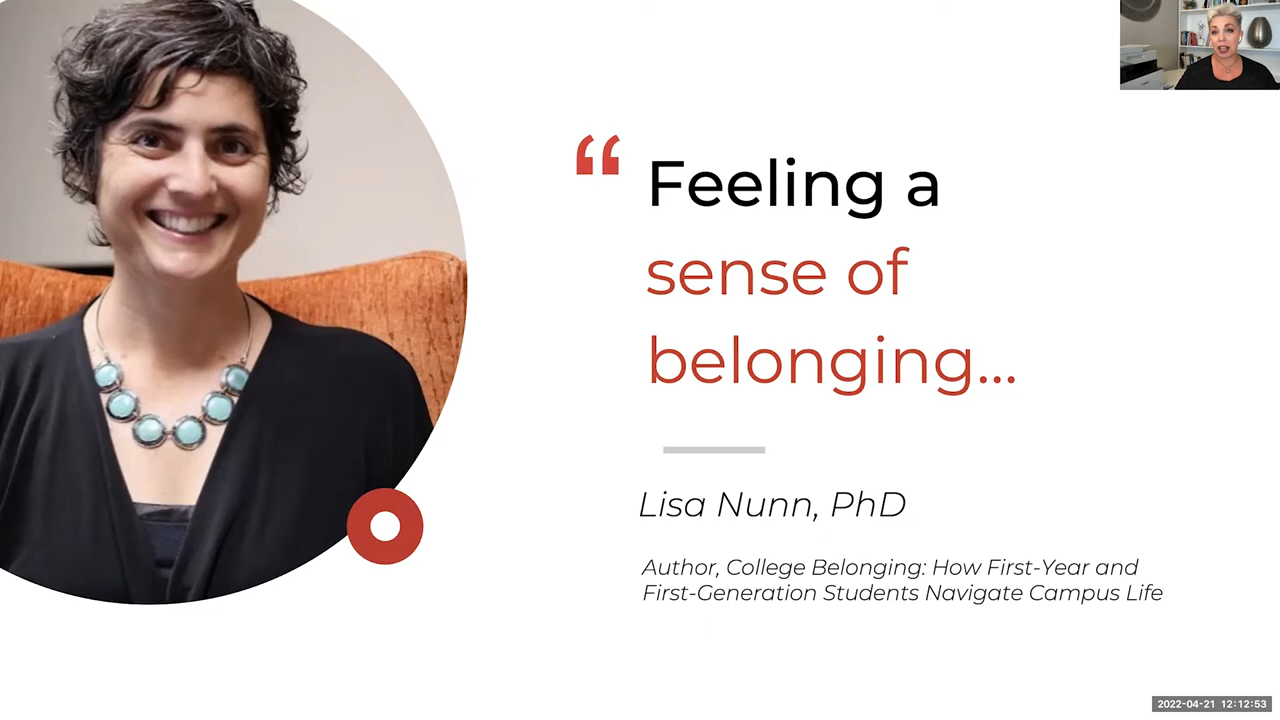 “ Feeling a
sense of
belonging...
Lisa Nunn, PhD
Author, College Belonging: How First-Year and
First-Generation Students Navigate Campus Life
2022-04-21 12:12:53